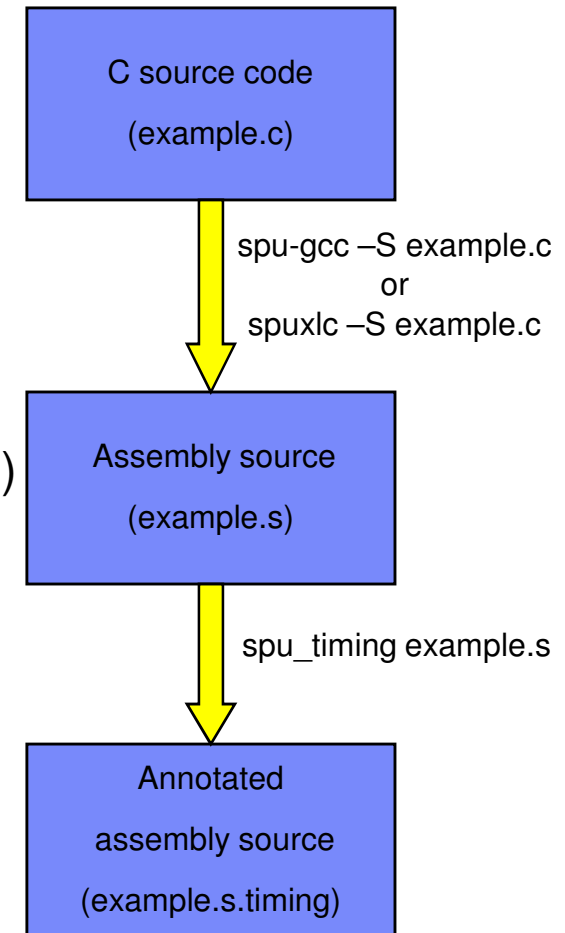 C source code
(example.c)
spu-gcc –S example.c
or
spuxlc –S example.c
)
Assembly source
(example.s)
spu_timing example.s
Annotated
assembly source
(example.s.timing)